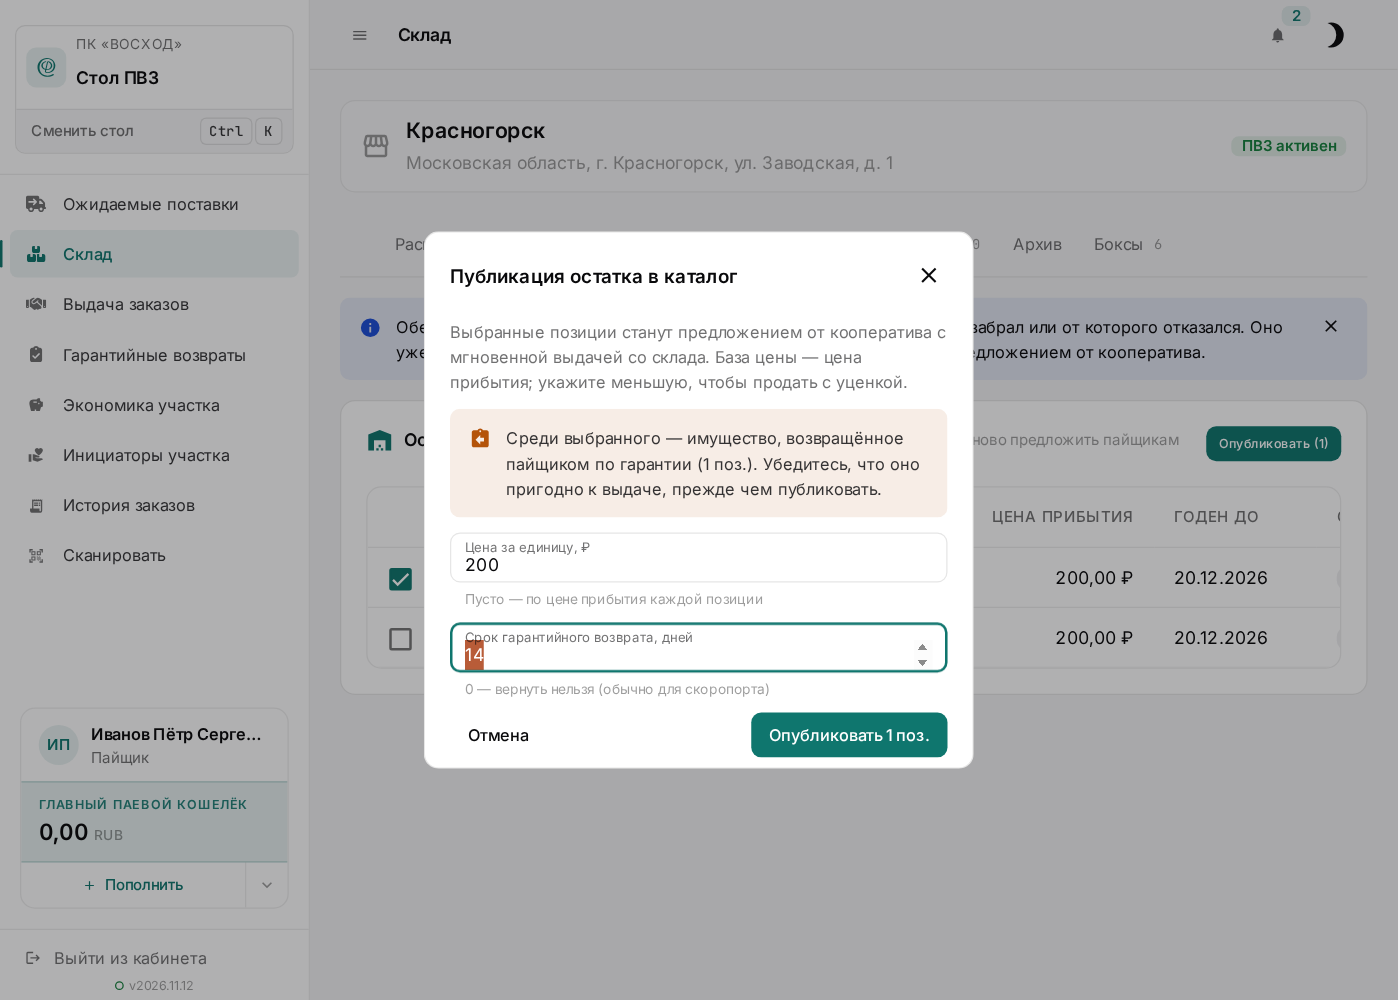 ПК «ВОСХОД»
Стол ПВЗ
Сменить стол
Ctrl K
Ожидаемые поставки
Склад
Выдача заказов
Гарантийные возвраты
Экономика участка
Инициаторы участка
История заказов
Сканировать
ИП
Иванов Пётр Серге...
Пайщик
ГЛАВНЫЙ ПАЕВОЙ КОШЕЛЁК
0,00 RUB
Пополнить
Выйти из кабинета
v2026.11.12
Склад
2
Красногорск
Московская область, г. Красногорск, ул. Заводская, д. 1
ПВЗ активен
Архив
Боксы 6
забрал или от которого отказался. Оно
Опубликовать (1)
ЦЕНА ПРИБЫТИЯ ГОДЕН ДО
200,00 ₽ 20.12.2026
200,00 ₽ 20.12.2026
Публикация остатка в каталог
Выбранные позиции станут предложением от кооператива с
мгновенной выдачей со склада. База цены — цена
прибытия; укажите меньшую, чтобы продать с уценкой.
Среди выбранного — имущество, возвращённое
пайщиком по гарантии (1 поз.). Убедитесь, что оно
пригодно к выдаче, прежде чем публиковать.
Цена за единицу, ₽
200
Пусто — по цене прибытия каждой позиции
Срок гарантийного возврата, дней
14
0 — вернуть нельзя (обычно для скоропорта)
Отмена
Опубликовать 1 поз.